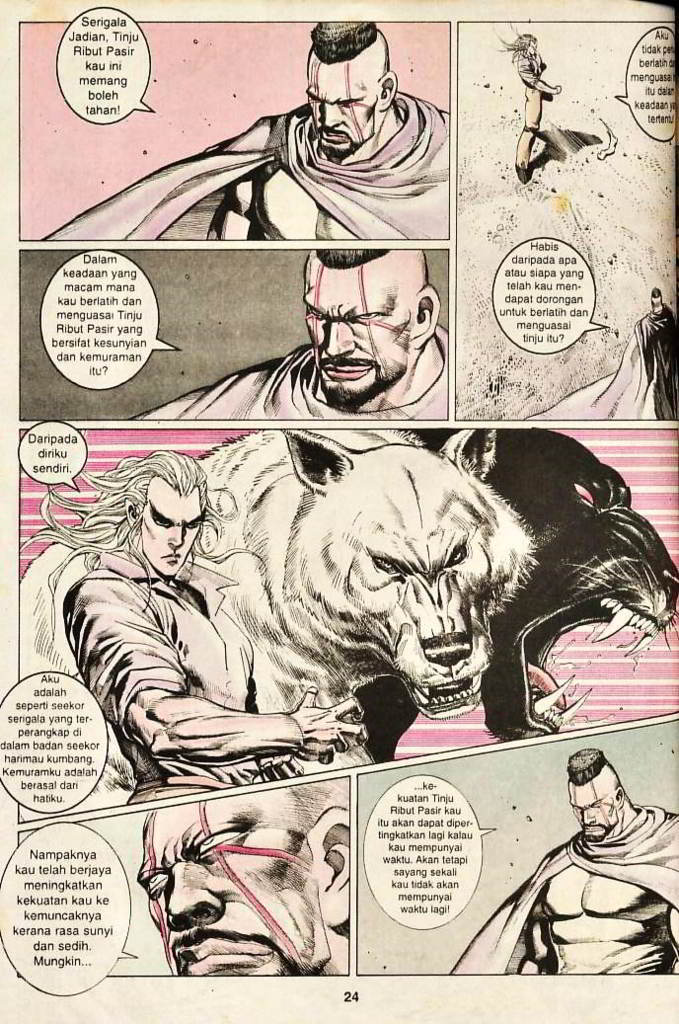 Serigala
Jadian, Tinju
Ribut Pasir
kau ini
memang
boleh
tahan!
Aku
tidak
berlatih
menguasai
itu dalam
keadaan
tertentu
Dalam
keadaan yang
macam mana
kau berlatih dan
menguasai Tinju
Ribut Pasir yang
bersifat kesunyian
dan kemuraman
itu?
Habis
daripada apa
atau siapa yang
telah kau men-
dapat dorongan
untuk berlatih dan
menguasai
tinju itu?
Daripada
diriku
sendiri.
Aku
adalah
seperti seekor
serigala yang ter-
perangkap di
dalam badan seekor
harimau kumbang.
Kemuramku adalah
berasal dari
hatiku.
Nampaknya
kau telah berjaya
meningkatkan
kekuatan kau ke
kemuncaknya
kerana rasa sunyi
dan sedih.
Mungkin...
...ke-
kuatan Tinju
Ribut Pasir kau
itu akan dapat diper-
tingkatkan lagi kalau
kau mempunyai
waktu. Akan tetapi
sayang sekali
kau tidak akan
mempunyai
waktu lagi!
24